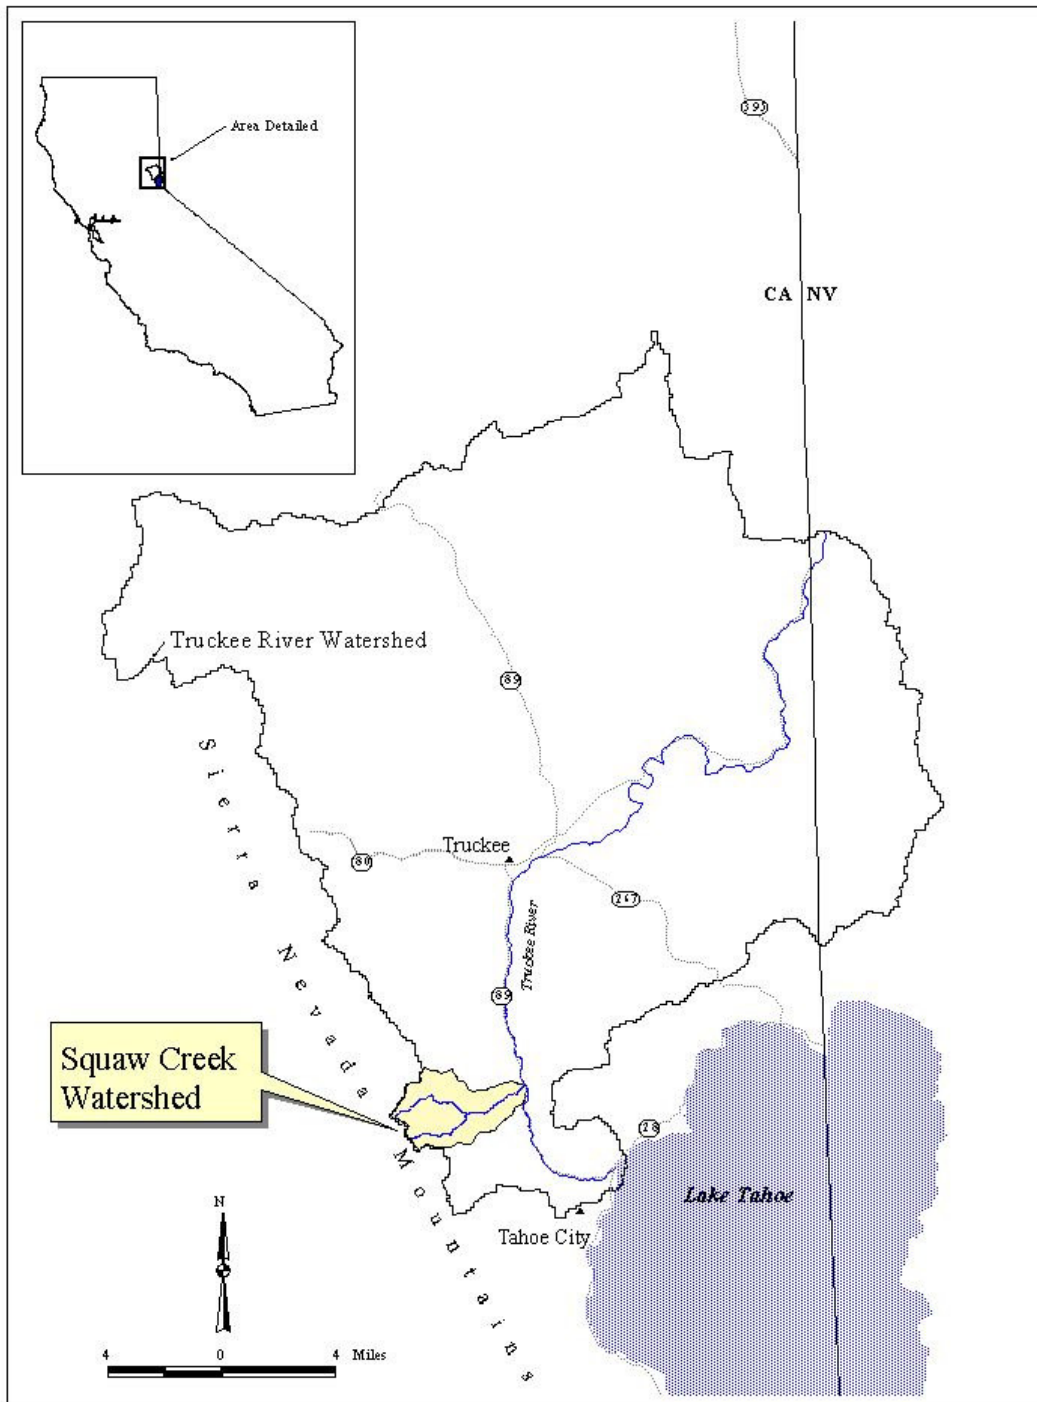 Area Detailed
395
CA NV
Truckee River Watershed
89
Sierra Nevada Mountains
Truckee
80
267
Truckee River
89
Squaw Creek
Watershed
28
Lake Tahoe
Tahoe City
N
4 0 4 Miles